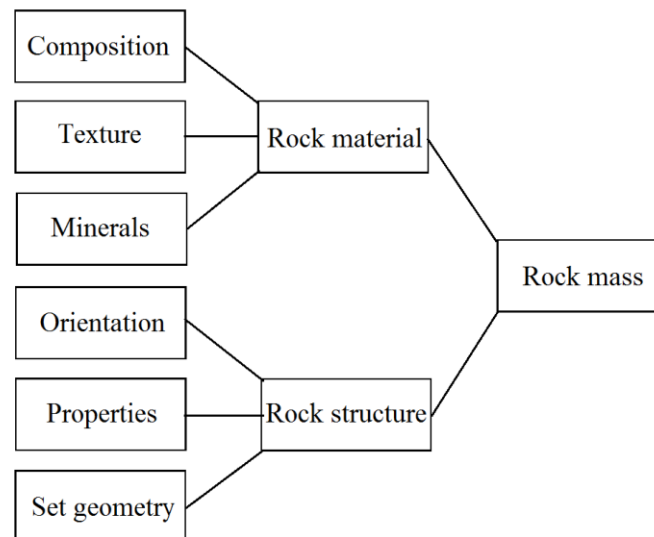 Composition
Texture
Rock material
Minerals
Rock mass
Orientation
Properties
Rock structure
Set geometry